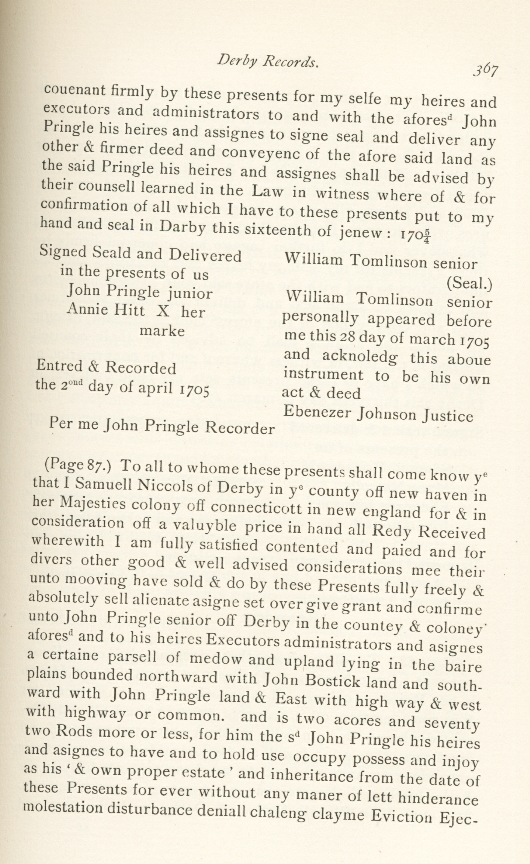 Derby Records.
367
couenant firmly by these presents for my selfe my heires and
executors and administrators to and with the aforesᵈ John
Pringle his heires and assignes to signe seal and deliver any
other & firmer deed and conveyenc of the afore said land as
the said Pringle his heires and assignes shall be advised by
their counsell learned in the Law in witness where of & for
confirmation of all which I have to these presents put to my
hand and seal in Darby this sixteenth of jenew : 170⁵⁄₄
Signed Seald and Delivered
in the presents of us
John Pringle junior
Annie Hitt X her
marke
Entred & Recorded
the 2ᵒⁿᵈ day of april 1705
William Tomlinson senior
(Seal.)
William Tomlinson senior
personally appeared before
me this 28 day of march 1705
and acknoledg this aboue
instrument to be his own
act & deed
Ebenezer Johnson Justice
Per me John Pringle Recorder
(Page 87.) To all to whome these presents shall come know yᵉ
that I Samuell Niccols of Derby in yᵉ county off new haven in
her Majesties colony off connecticott in new england for & in
consideration off a valuyble price in hand all Redy Received
wherewith I am fully satisfied contented and paied and for
divers other good & well advised considerations mee their
unto mooving have sold & do by these Presents fully freely &
absolutely sell alienate asigne set over give grant and confirme
unto John Pringle senior off Derby in the countey & coloney
aforesᵈ and to his heires Executors administrators and asignes
a certaine parsell of medow and upland lying in the baire
plains bounded northward with John Bostick land and south-
ward with John Pringle land & East with high way & west
with highway or common. and is two acores and seventy
two Rods more or less, for him the sᵈ John Pringle his heires
and asignes to have and to hold use occupy possess and injoy
as his ‘ & own proper estate ’ and inheritance from the date of
these Presents for ever without any maner of lett hinderance
molestation disturbance deniall chaleng clayme Eviction Ejec-